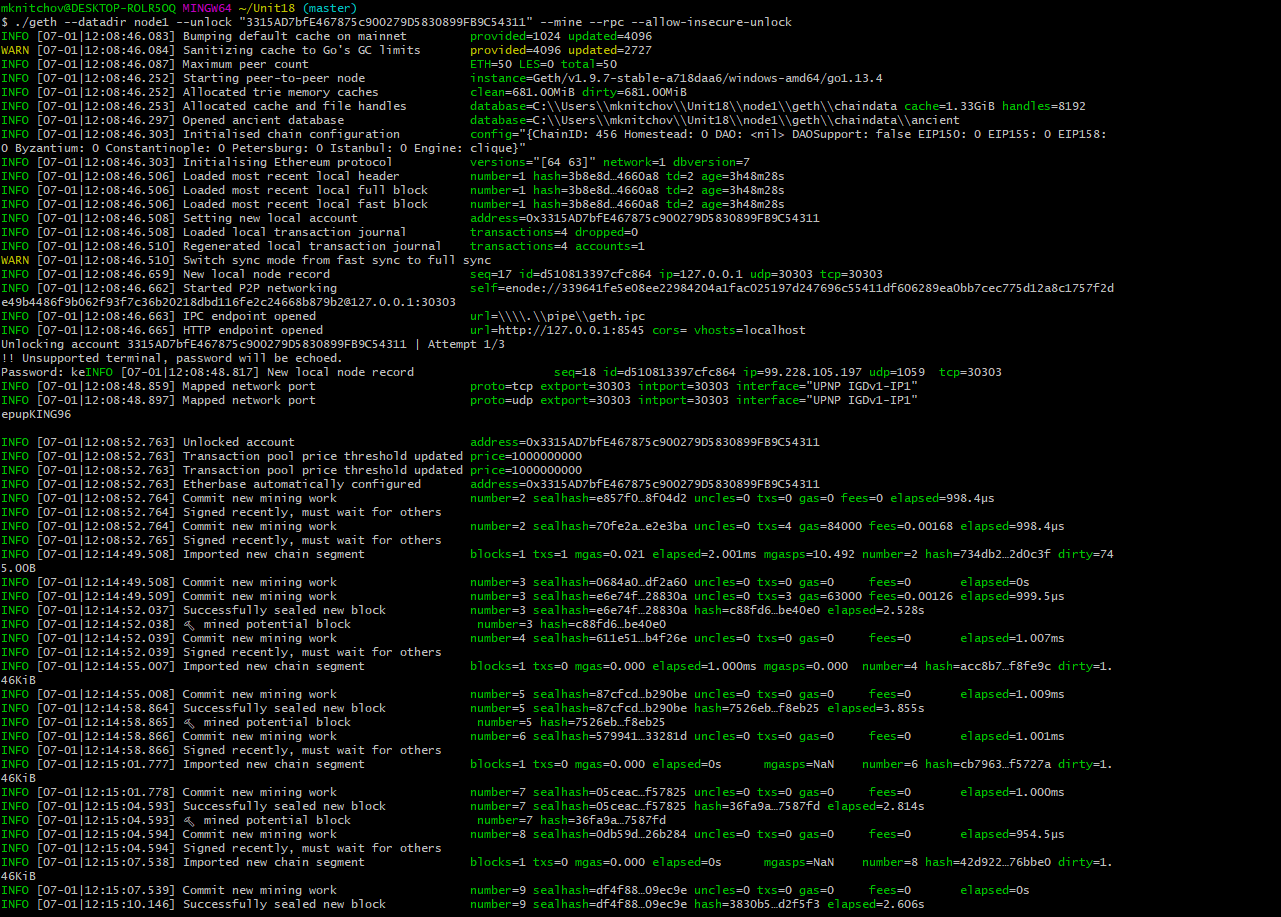 mknitchov@DESKTOP-ROLR5OQ MINGW64 ~/Unit18 (master)
$ ./geth --datadir node1 --unlock "3315AD7bfE467875c900279D5830899FB9C54311" --mine --rpc --allow-insecure-unlock
INFO [07-01|12:08:46.083] Bumping default cache on mainnet provided=1024 updated=4096
WARN [07-01|12:08:46.084] Sanitizing cache to Go's GC limits provided=4096 updated=2727
INFO [07-01|12:08:46.087] Maximum peer count ETH=50 LES=0 total=50
INFO [07-01|12:08:46.252] Starting peer-to-peer node instance=Geth/v1.9.7-stable-a718daa6/windows-amd64/go1.13.4
INFO [07-01|12:08:46.252] Allocated trie memory caches clean=681.00MiB dirty=681.00MiB
INFO [07-01|12:08:46.253] Allocated cache and file handles database=C:\\Users\\mknitchov\\Unit18\\node1\\geth\\chaindata cache=1.33GiB handles=8192
INFO [07-01|12:08:46.297] Opened ancient database database=C:\\Users\\mknitchov\\Unit18\\node1\\geth\\chaindata\\ancient
INFO [07-01|12:08:46.303] Initialised chain configuration config="{ChainID: 456 Homestead: 0 DAO: <nil> DAOSupport: false EIP150: 0 EIP155: 0 EIP158:
0 Byzantium: 0 Constantinople: 0 Petersburg: 0 Istanbul: 0 Engine: clique}"
INFO [07-01|12:08:46.303] Initialising Ethereum protocol versions="[64 63]" network=1 dbversion=7
INFO [07-01|12:08:46.506] Loaded most recent local header number=1 hash=3b8e8d…4660a8 td=2 age=3h48m28s
INFO [07-01|12:08:46.506] Loaded most recent local full block number=1 hash=3b8e8d…4660a8 td=2 age=3h48m28s
INFO [07-01|12:08:46.506] Loaded most recent local fast block number=1 hash=3b8e8d…4660a8 td=2 age=3h48m28s
INFO [07-01|12:08:46.508] Setting new local account address=0x3315AD7bfE467875c900279D5830899FB9C54311
INFO [07-01|12:08:46.508] Loaded local transaction journal transactions=4 dropped=0
INFO [07-01|12:08:46.510] Regenerated local transaction journal transactions=4 accounts=1
WARN [07-01|12:08:46.510] Switch sync mode from fast sync to full sync
INFO [07-01|12:08:46.659] New local node record seq=17 id=d510813397cfc864 ip=127.0.0.1 udp=30303 tcp=30303
INFO [07-01|12:08:46.662] Started P2P networking self=enode://339641fe5e08ee22984204a1fac025197d247696c55411df606289ea0bb7cec775d12a8c1757f2d
e49b4486f9b062f93f7c36b20218dbd116fe2c24668b879b2@127.0.0.1:30303
INFO [07-01|12:08:46.663] IPC endpoint opened url=\\\\.\\pipe\\geth.ipc
INFO [07-01|12:08:46.665] HTTP endpoint opened url=http://127.0.0.1:8545 cors= vhosts=localhost
Unlocking account 3315AD7bfE467875c900279D5830899FB9C54311 | Attempt 1/3
!! Unsupported terminal, password will be echoed.
Password: keINFO [07-01|12:08:48.817] New local node record seq=18 id=d510813397cfc864 ip=99.228.105.197 udp=1059 tcp=30303
INFO [07-01|12:08:48.859] Mapped network port proto=tcp extport=30303 intport=30303 interface="UPNP IGDv1-IP1"
INFO [07-01|12:08:48.897] Mapped network port proto=udp extport=30303 intport=30303 interface="UPNP IGDv1-IP1"
epupKING96
INFO [07-01|12:08:52.763] Unlocked account address=0x3315AD7bfE467875c900279D5830899FB9C54311
INFO [07-01|12:08:52.763] Transaction pool price threshold updated price=1000000000
INFO [07-01|12:08:52.763] Transaction pool price threshold updated price=1000000000
INFO [07-01|12:08:52.763] Etherbase automatically configured address=0x3315AD7bfE467875c900279D5830899FB9C54311
INFO [07-01|12:08:52.764] Commit new mining work number=2 sealhash=e857f0…8f04d2 uncles=0 txs=0 gas=0 fees=0 elapsed=998.4µs
INFO [07-01|12:08:52.764] Signed recently, must wait for others
INFO [07-01|12:08:52.764] Commit new mining work number=2 sealhash=70fe2a…e2e3ba uncles=0 txs=4 gas=84000 fees=0.00168 elapsed=998.4µs
INFO [07-01|12:08:52.765] Signed recently, must wait for others
INFO [07-01|12:14:49.508] Imported new chain segment blocks=1 txs=1 mgas=0.021 elapsed=2.001ms mgasps=10.492 number=2 hash=734db2…2d0c3f dirty=74
5.00B
INFO [07-01|12:14:49.508] Commit new mining work number=3 sealhash=0684a0…df2a60 uncles=0 txs=0 gas=0 fees=0 elapsed=0s
INFO [07-01|12:14:49.509] Commit new mining work number=3 sealhash=e6e74f…28830a uncles=0 txs=3 gas=63000 fees=0.00126 elapsed=999.5µs
INFO [07-01|12:14:52.037] Successfully sealed new block number=3 sealhash=e6e74f…28830a hash=c88fd6…be40e0 elapsed=2.528s
INFO [07-01|12:14:52.038] 🔨 mined potential block number=3 hash=c88fd6…be40e0
INFO [07-01|12:14:52.039] Commit new mining work number=4 sealhash=611e51…b4f26e uncles=0 txs=0 gas=0 fees=0 elapsed=1.007ms
INFO [07-01|12:14:52.039] Signed recently, must wait for others
INFO [07-01|12:14:55.007] Imported new chain segment blocks=1 txs=0 mgas=0.000 elapsed=1.000ms mgasps=0.000 number=4 hash=acc8b7…f8fe9c dirty=1.
46KiB
INFO [07-01|12:14:55.008] Commit new mining work number=5 sealhash=87cfcd…b290be uncles=0 txs=0 gas=0 fees=0 elapsed=1.009ms
INFO [07-01|12:14:58.864] Successfully sealed new block number=5 sealhash=87cfcd…b290be hash=7526eb…f8eb25 elapsed=3.855s
INFO [07-01|12:14:58.865] 🔨 mined potential block number=5 hash=7526eb…f8eb25
INFO [07-01|12:14:58.866] Commit new mining work number=6 sealhash=579941…33281d uncles=0 txs=0 gas=0 fees=0 elapsed=1.001ms
INFO [07-01|12:14:58.866] Signed recently, must wait for others
INFO [07-01|12:15:01.777] Imported new chain segment blocks=1 txs=0 mgas=0.000 elapsed=0s mgasps=NaN number=6 hash=cb7963…f5727a dirty=1.
46KiB
INFO [07-01|12:15:01.778] Commit new mining work number=7 sealhash=05ceac…f57825 uncles=0 txs=0 gas=0 fees=0 elapsed=1.000ms
INFO [07-01|12:15:04.593] Successfully sealed new block number=7 sealhash=05ceac…f57825 hash=36fa9a…7587fd elapsed=2.814s
INFO [07-01|12:15:04.593] 🔨 mined potential block number=7 hash=36fa9a…7587fd
INFO [07-01|12:15:04.594] Commit new mining work number=8 sealhash=0db59d…26b284 uncles=0 txs=0 gas=0 fees=0 elapsed=954.5µs
INFO [07-01|12:15:04.594] Signed recently, must wait for others
INFO [07-01|12:15:07.538] Imported new chain segment blocks=1 txs=0 mgas=0.000 elapsed=0s mgasps=NaN number=8 hash=42d922…76bbe0 dirty=1.
46KiB
INFO [07-01|12:15:07.539] Commit new mining work number=9 sealhash=df4f88…09ec9e uncles=0 txs=0 gas=0 fees=0 elapsed=0s
INFO [07-01|12:15:10.146] Successfully sealed new block number=9 sealhash=df4f88…09ec9e hash=3830b5…d2f5f3 elapsed=2.606s